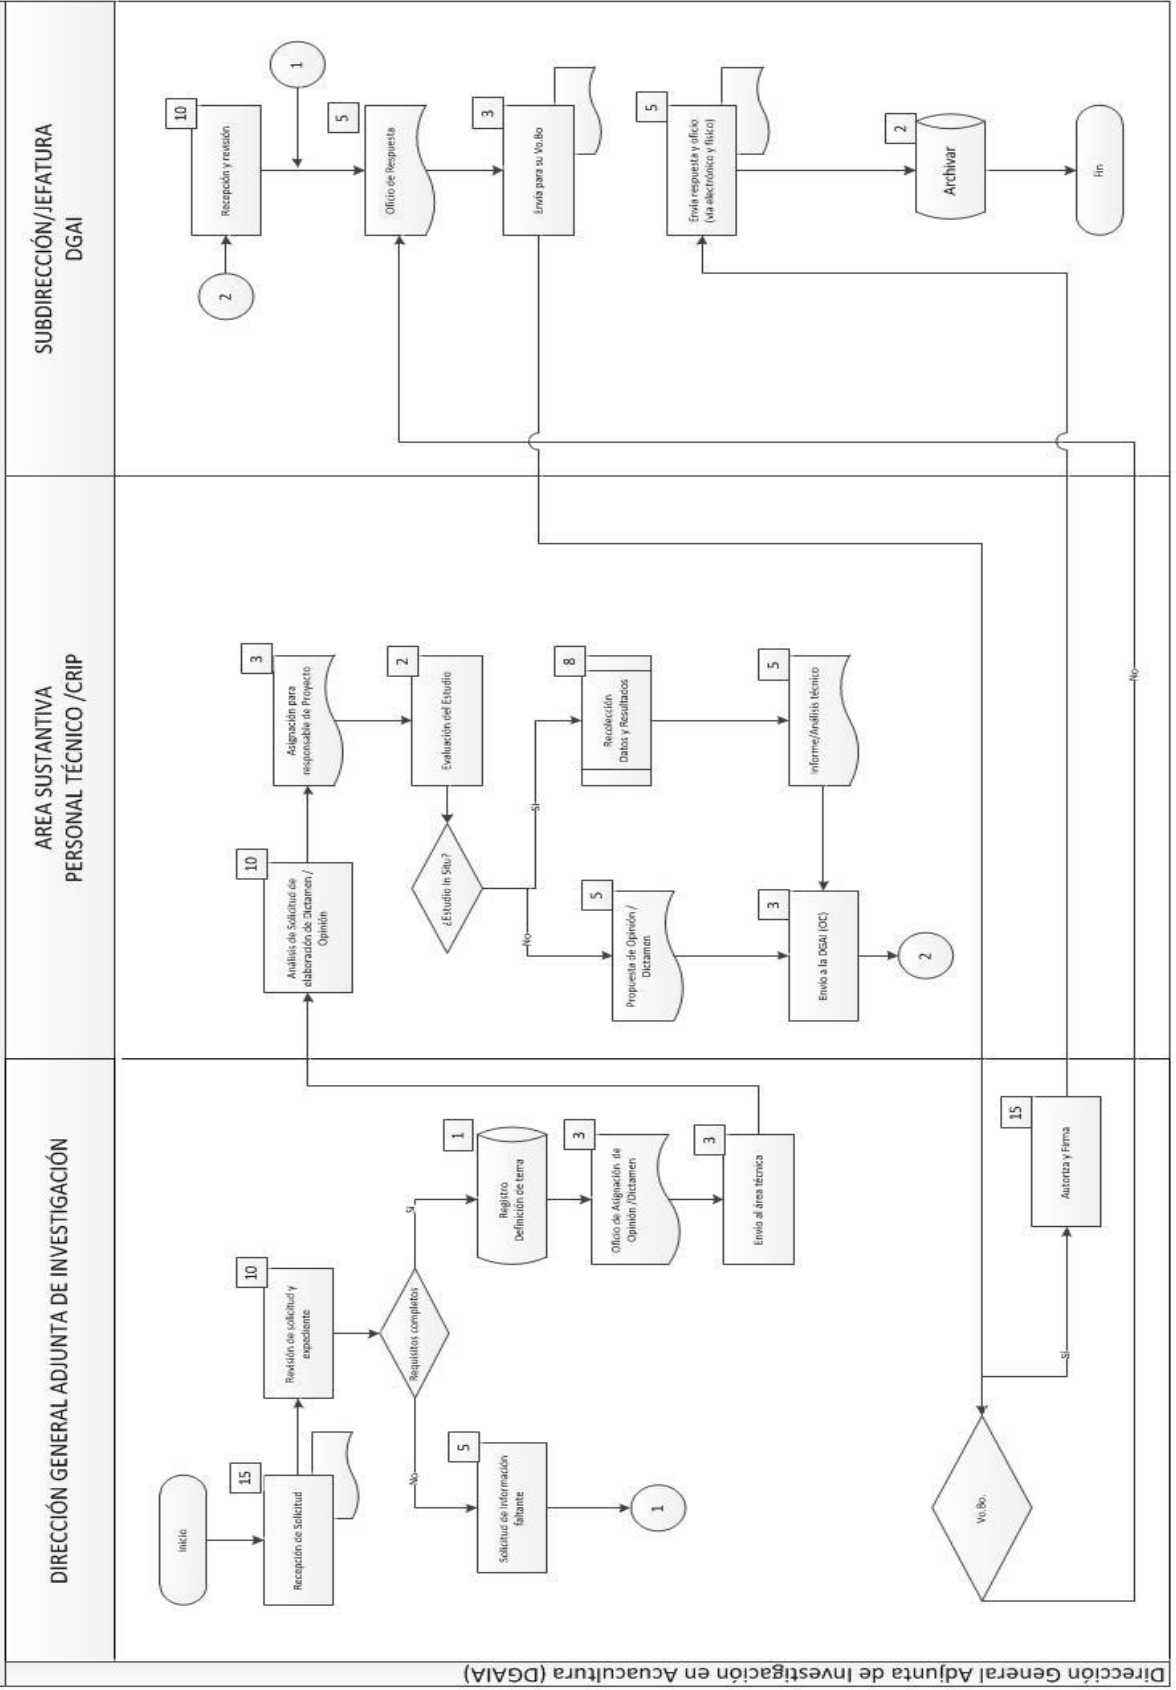 Dirección General Adjunta de Investigación en Acuacultura (DGAIA)
DIRECCIÓN GENERAL ADJUNTA DE INVESTIGACIÓN
Inicio
15
Recepción de Solicitud
10
Revisión de solicitud y
expediente
Requisitos completos
No
Si
5
Solicitud de Información
faltante
1
1
Registro
Definición de tema
3
Oficio de Asignación de
Opinión /Dictamen
3
Envío al área técnica
Vo.Bo.
Si
15
Autoriza y Firma
No
AREA SUSTANTIVA
PERSONAL TÉCNICO /CRIP
10
Análisis de Solicitud de
elaboración de Dictamen /
Opinión
3
Asignación para
responsable de Proyecto
2
Evaluación del Estudio
¿Estudio In Situ?
No
Si
5
Propuesta de Opinión /
Dictamen
8
Recolección
Datos y Resultados
5
Informe/Análisis técnico
3
Envío a la DGAI (OC)
2
SUBDIRECCIÓN/JEFATURA
DGAI
2
10
Recepción y revisión
1
5
Oficio de Respuesta
3
Envía para su Vo.Bo
5
Envía respuesta y oficio
(vía electrónico y físico)
2
Archivar
Fin